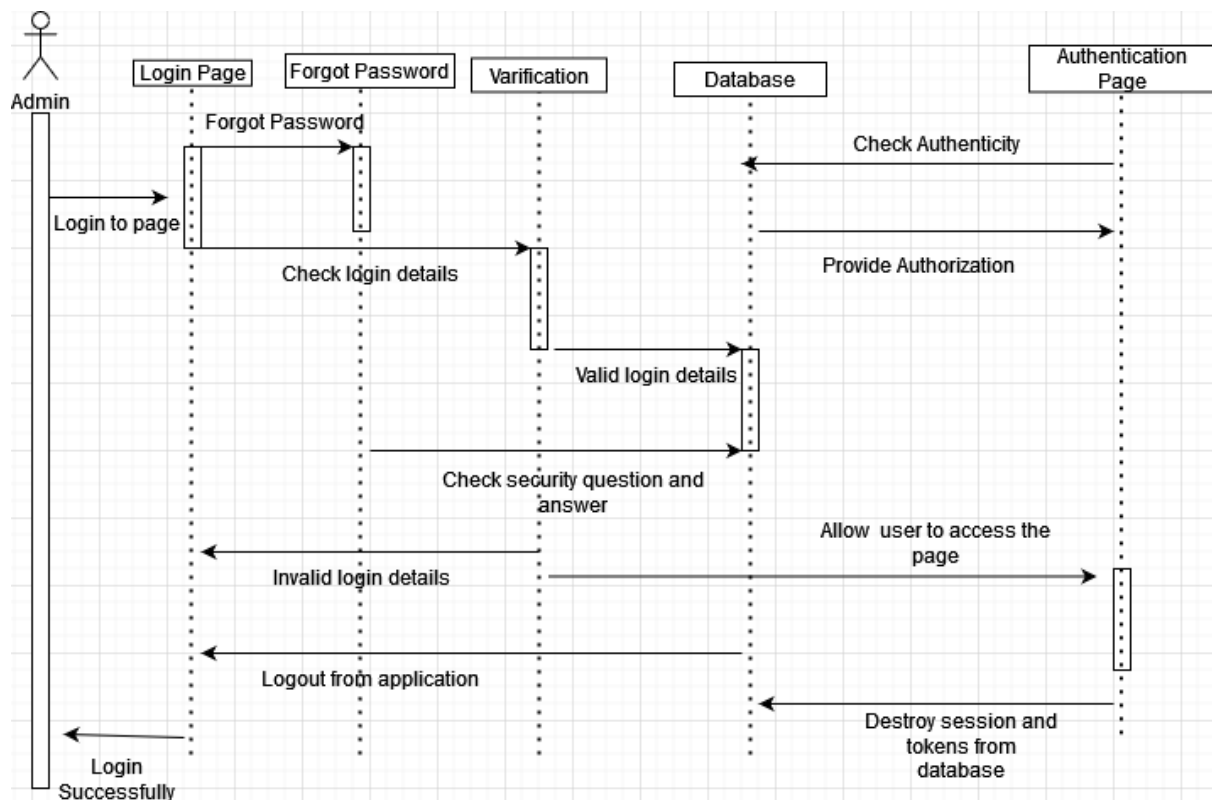 Authentication
Page
Login Page
Forgot Password
Varification
Database
Admin
Forgot Password
Check Authenticity
Login to page
Check login details
Provide Authorization
Valid login details
Check security question and
answer
Allow user to access the
page
Invalid login details
Logout from application
Destroy session and
tokens from
database
Login
Successfully